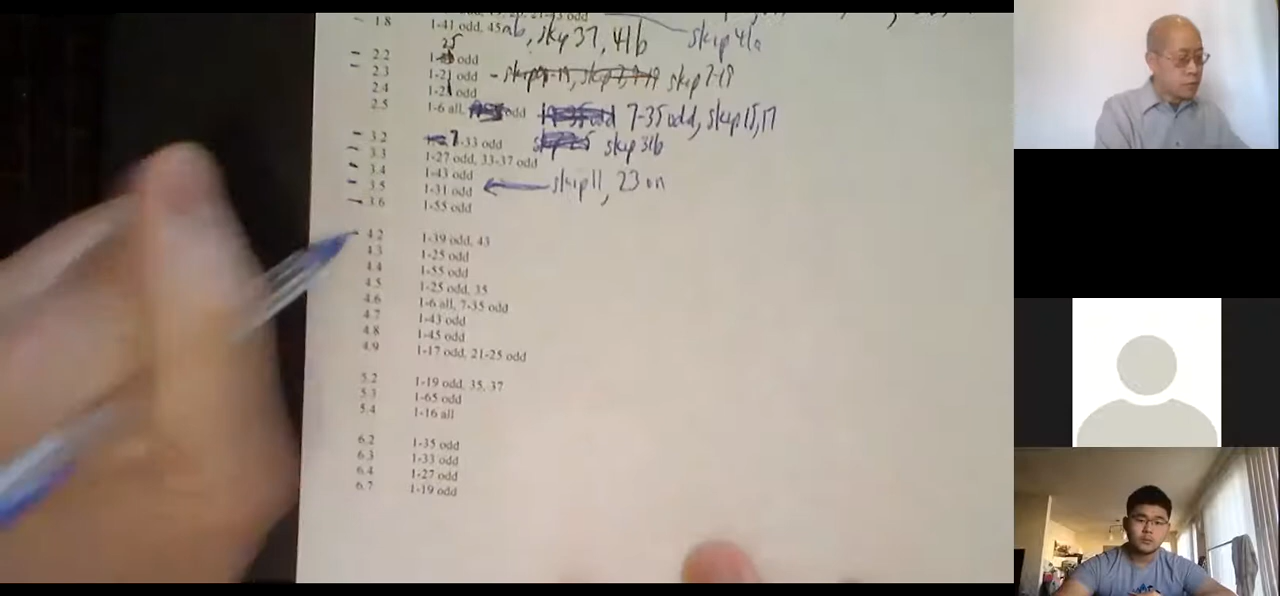 1.8 1-41 odd, 45ab, skip 37, 41b skip 41a
25
2.2 odd
2.3 1-21 odd - skip 7-19
2.4 1-21 odd
2.5 1-6 all, odd 7-35 odd, skip 15, 17
3.2 7-33 odd skip 31b
3.3 1-27 odd, 33-37 odd
3.4 1-43 odd
3.5 1-31 odd skip 11, 23 on
3.6 1-55 odd
4.2 1-39 odd, 43
4.3 1-25 odd
4.4 1-55 odd
4.5 1-25 odd, 35
4.6 1-6 all, 7-35 odd
4.7 1-43 odd
4.8 1-45 odd
4.9 1-17 odd, 21-25 odd
5.2 1-19 odd, 35, 37
5.3 1-65 odd
5.4 1-16 all
6.2 1-35 odd
6.3 1-33 odd
6.4 1-27 odd
6.7 1-19 odd